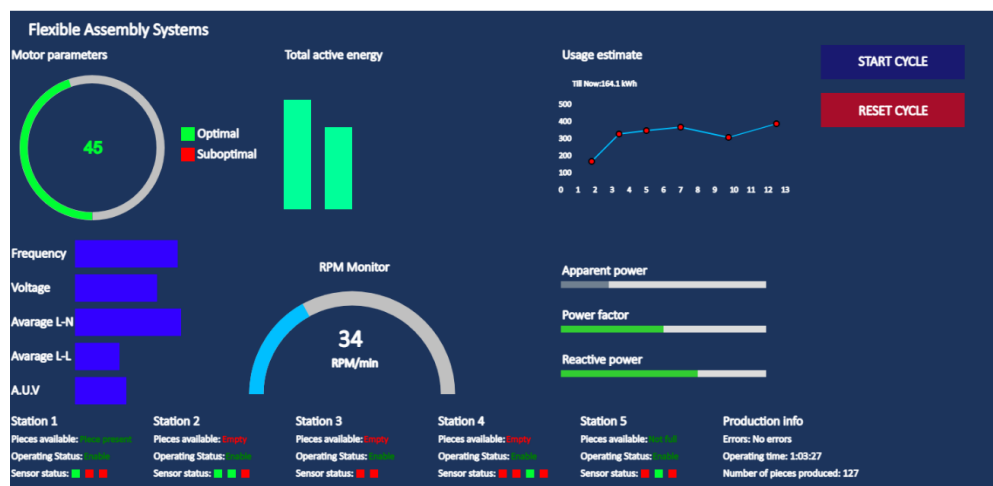 Flexible Assembly Systems
Motor parameters
Total active energy
Usage estimate
START CYCLE
Till Now:164.1 kWh
RESET CYCLE
500
400
300
200
100
0 1 2 3 4 5 6 7 8 9 10 11 12 13
45
Optimal
Suboptimal
Frequency
Voltage
Avarage L-N
Avarage L-L
A.U.V
RPM Monitor
34
RPM/min
Apparent power
Power factor
Reactive power
Station 1
Pieces available: Piece present
Operating Status: Enable
Sensor status:
Station 2
Pieces available: Empty
Operating Status: Enable
Sensor status:
Station 3
Pieces available: Empty
Operating Status: Enable
Sensor status:
Station 4
Pieces available: Empty
Operating Status: Enable
Sensor status:
Station 5
Pieces available: Not full
Operating Status: Enable
Sensor status:
Production info
Errors: No errors
Operating time: 1:03:27
Number of pieces produced: 127